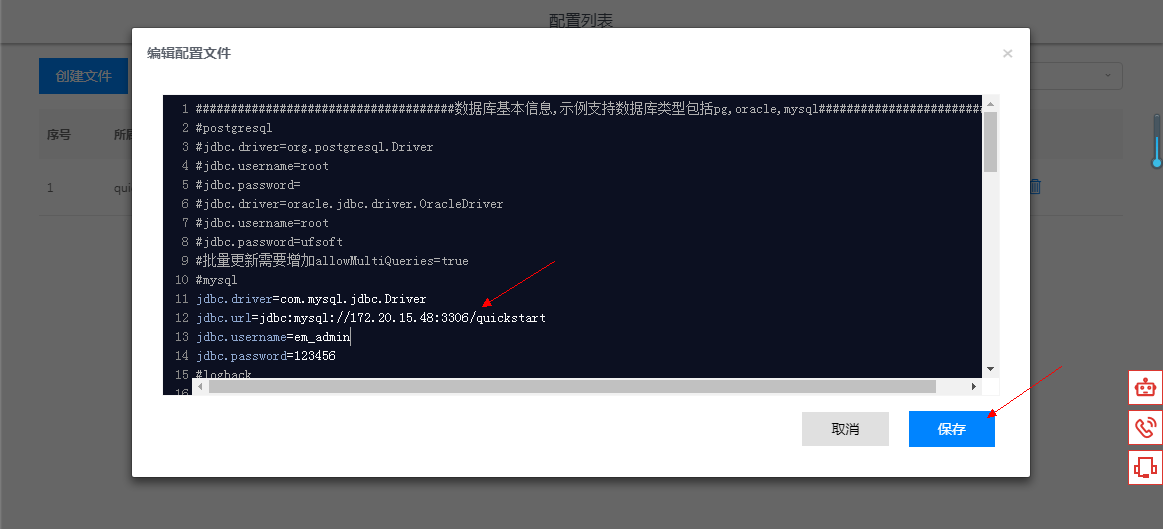 配置列表
编辑配置文件
×
创建文件
序号
1
1 #####################################数据库基本信息,示例支持数据库类型包括pg,oracle,mysql########################
2 #postgresql
3 #jdbc.driver=org.postgresql.Driver
4 #jdbc.username=root
5 #jdbc.password=
6 #jdbc.driver=oracle.jdbc.driver.OracleDriver
7 #jdbc.username=root
8 #jdbc.password=ufsoft
9 #批量更新需要增加allowMultiQueries=true
10 #mysql
11 jdbc.driver=com.mysql.jdbc.Driver
12 jdbc.url=jdbc:mysql://172.20.15.48:3306/quickstart
13 jdbc.username=em_admin
14 jdbc.password=123456
15 #logback
16
取消
保存